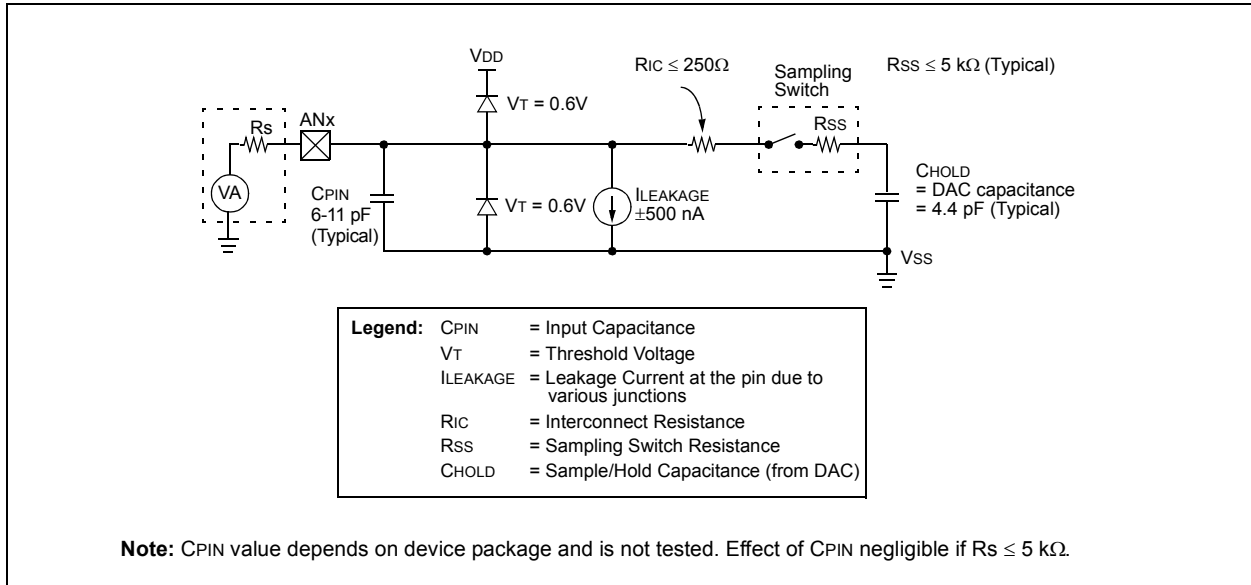 VDD
RIC ≤ 250Ω
Sampling
Switch
RSS ≤ 5 kΩ (Typical)
VT = 0.6V
Rs
ANx
RSS
VA
CPIN
6-11 pF
(Typical)
VT = 0.6V
ILEAKAGE
±500 nA
CHOLD
= DAC capacitance
= 4.4 pF (Typical)
VSS
Legend: CPIN = Input Capacitance
VT = Threshold Voltage
ILEAKAGE = Leakage Current at the pin due to
various junctions
RIC = Interconnect Resistance
RSS = Sampling Switch Resistance
CHOLD = Sample/Hold Capacitance (from DAC)
Note: CPIN value depends on device package and is not tested. Effect of CPIN negligible if Rs ≤ 5 kΩ.